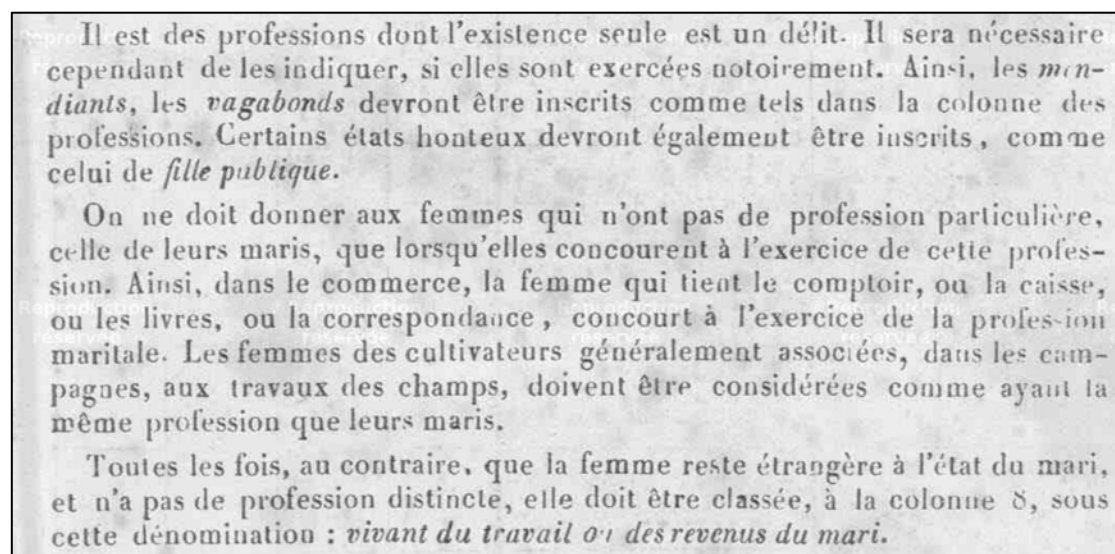 Il est des professions dont l'existence seule est un délit. Il sera nécessaire
cependant de les indiquer, si elles sont exercées notoirement. Ainsi, les men-
diants, les vagabonds devront être inscrits comme tels dans la colonne des
professions. Certains états honteux devront également être inscrits, comme
celui de fille publique.
On ne doit donner aux femmes qui n'ont pas de profession particulière,
celle de leurs maris, que lorsqu'elles concourent à l'exercice de cette profes-
sion. Ainsi, dans le commerce, la femme qui tient le comptoir, ou la caisse,
ou les livres, ou la correspondance, concourt à l'exercice de la profession
maritale. Les femmes des cultivateurs généralement associées, dans les cam-
pagnes, aux travaux des champs, doivent être considérées comme ayant la
même profession que leurs maris.
Toutes les fois, au contraire, que la femme reste étrangère à l'état du mari,
et n'a pas de profession distincte, elle doit être classée, à la colonne 8, sous
cette dénomination : vivant du travail ou des revenus du mari.